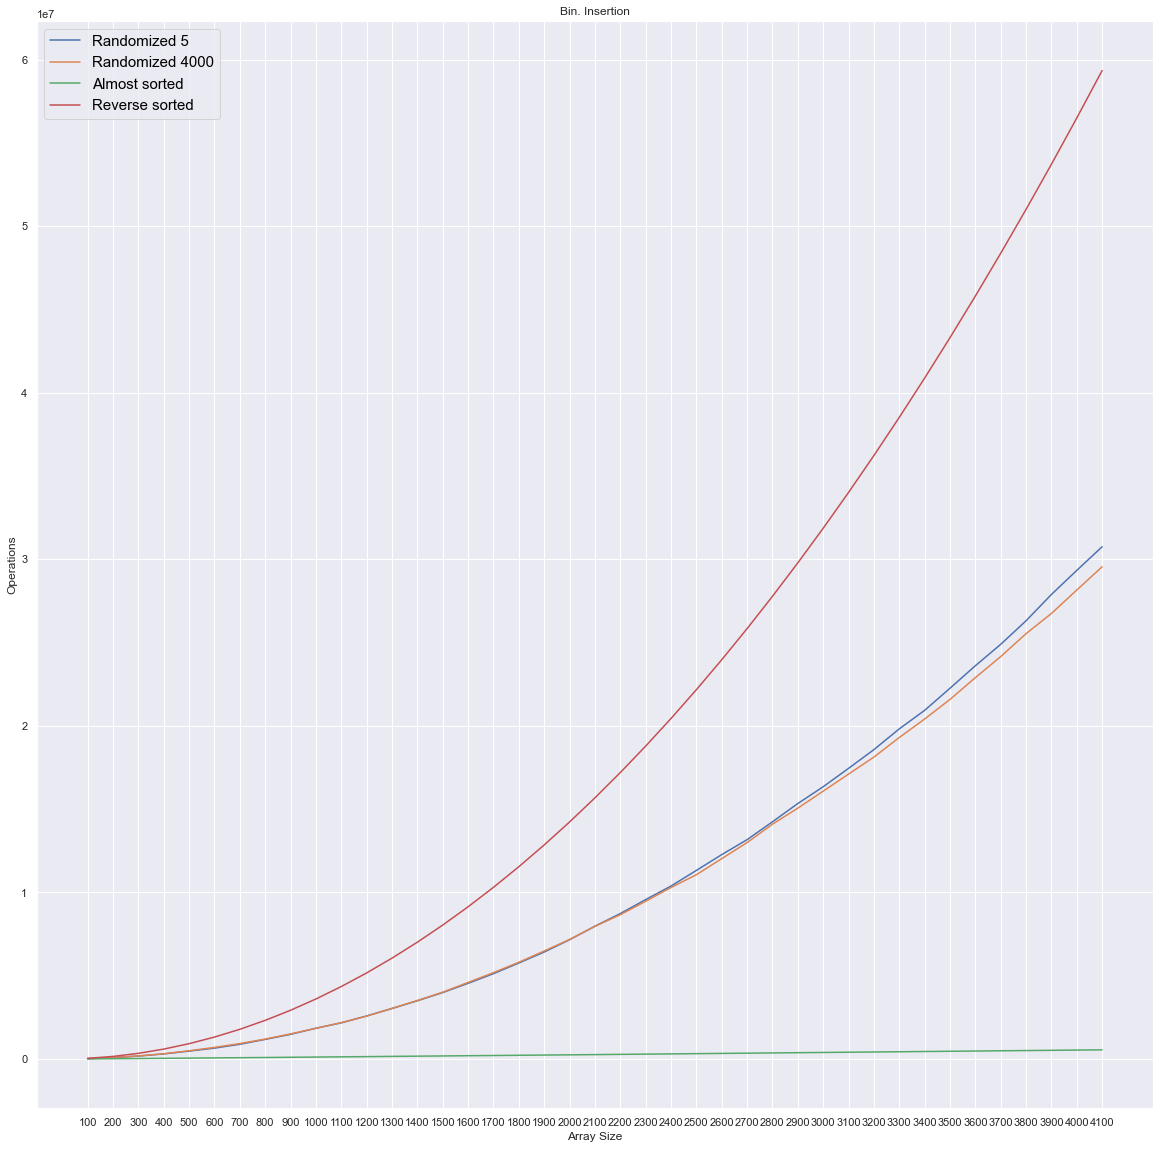 Bin. Insertion
1e7
Randomized 5
Randomized 4000
Almost sorted
Reverse sorted
6
5
4
3
2
1
0
Operations
100 200 300 400 500 600 700 800 900 1000 1100 1200 1300 1400 1500 1600 1700 1800 1900 2000 2100 2200 2300 2400 2500 2600 2700 2800 2900 3000 3100 3200 3300 3400 3500 3600 3700 3800 3900 4000 4100
Array Size